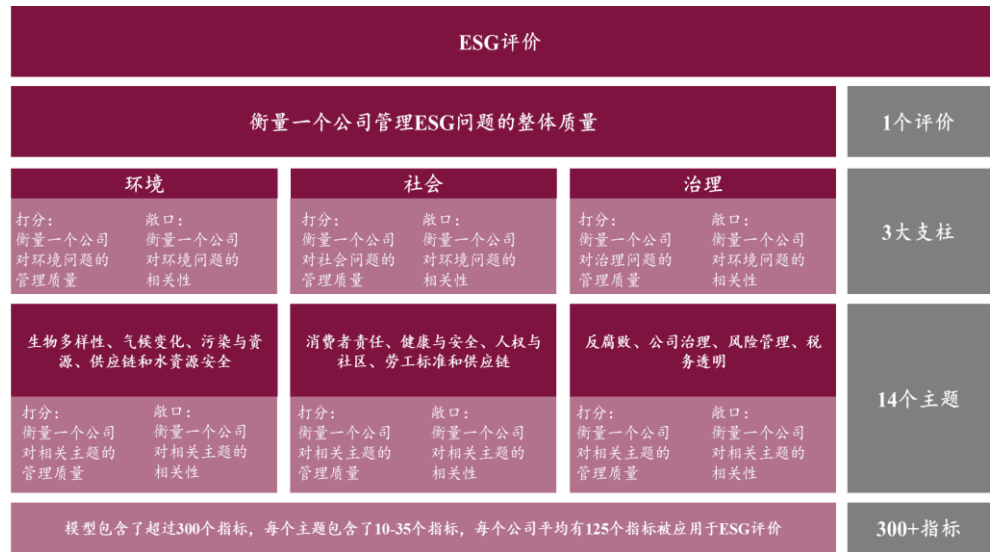 ESG评价
衡量一个公司管理ESG问题的整体质量
1个评价
环境
社会
治理
3大支柱
打分：
衡量一个公司
对环境问题的
管理质量
敞口：
衡量一个公司
对环境问题的
相关性
打分：
衡量一个公司
对社会问题的
管理质量
敞口：
衡量一个公司
对环境问题的
相关性
打分：
衡量一个公司
对治理问题的
管理质量
敞口：
衡量一个公司
对环境问题的
相关性
生物多样性、气候变化、污染与资
源、供应链和水资源安全
消费者责任、健康与安全、人权与
社区、劳工标准和供应链
反腐败、公司治理、风险管理、税
务透明
14个主题
打分：
衡量一个公司
对相关主题的
管理质量
敞口：
衡量一个公司
对相关主题的
相关性
打分：
衡量一个公司
对相关主题的
管理质量
敞口：
衡量一个公司
对相关主题的
相关性
打分：
衡量一个公司
对相关主题的
管理质量
敞口：
衡量一个公司
对相关主题的
相关性
模型包含了超过300个指标，每个主题包含了10-35个指标，每个公司平均有125个指标被应用于ESG评价
300+指标